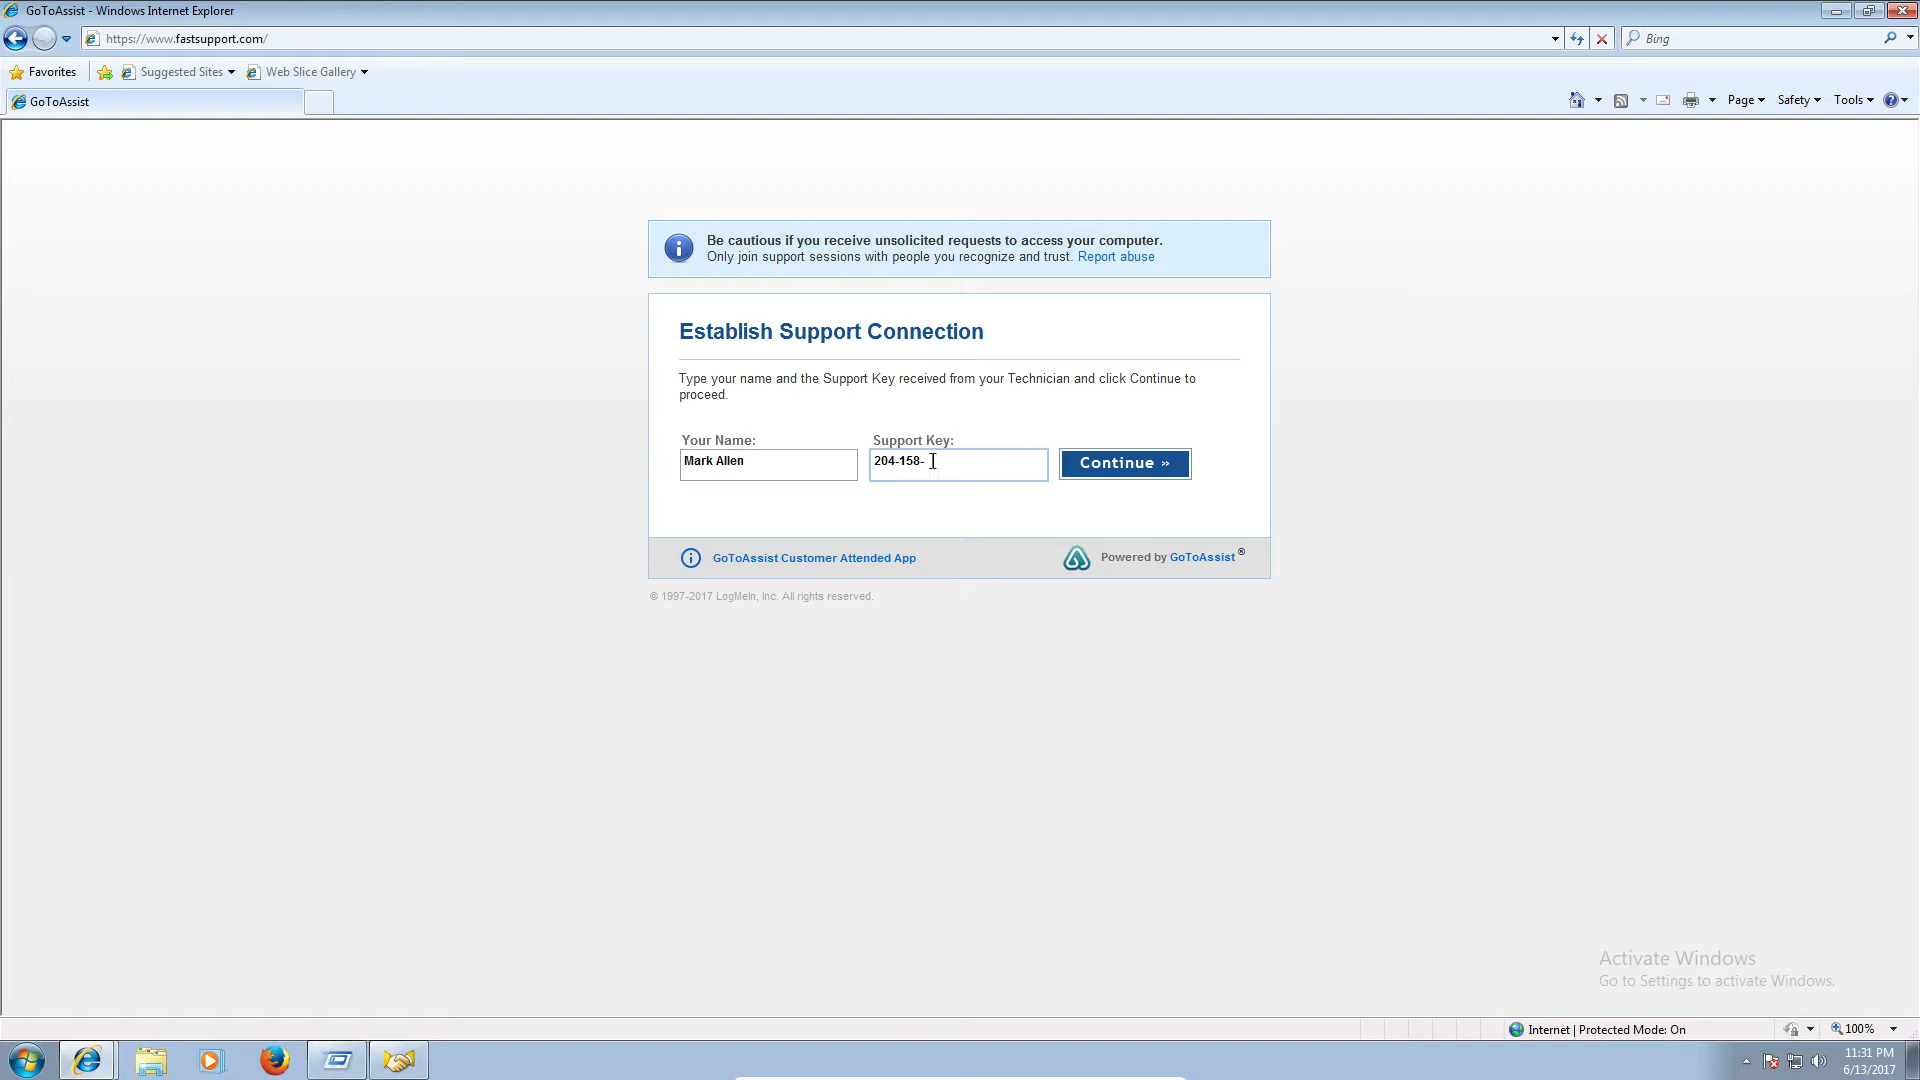 GoToAssist - Windows Internet Explorer
https://www.fastsupport.com/
Bing
Favorites
Suggested Sites
Web Slice Gallery
GoToAssist
Page
Safety
Tools
Be cautious if you receive unsolicited requests to access your computer.
Only join support sessions with people you recognize and trust. Report abuse
Establish Support Connection
Type your name and the Support Key received from your Technician and click Continue to
proceed.
Your Name:
Support Key:
Mark Allen
204-158-
Continue »
GoToAssist Customer Attended App
Powered by GoToAssist ®
© 1997-2017 LogMeIn, Inc. All rights reserved.
Activate Windows
Go to Settings to activate Windows.
Internet | Protected Mode: On
100%
11:31 PM
6/13/2017